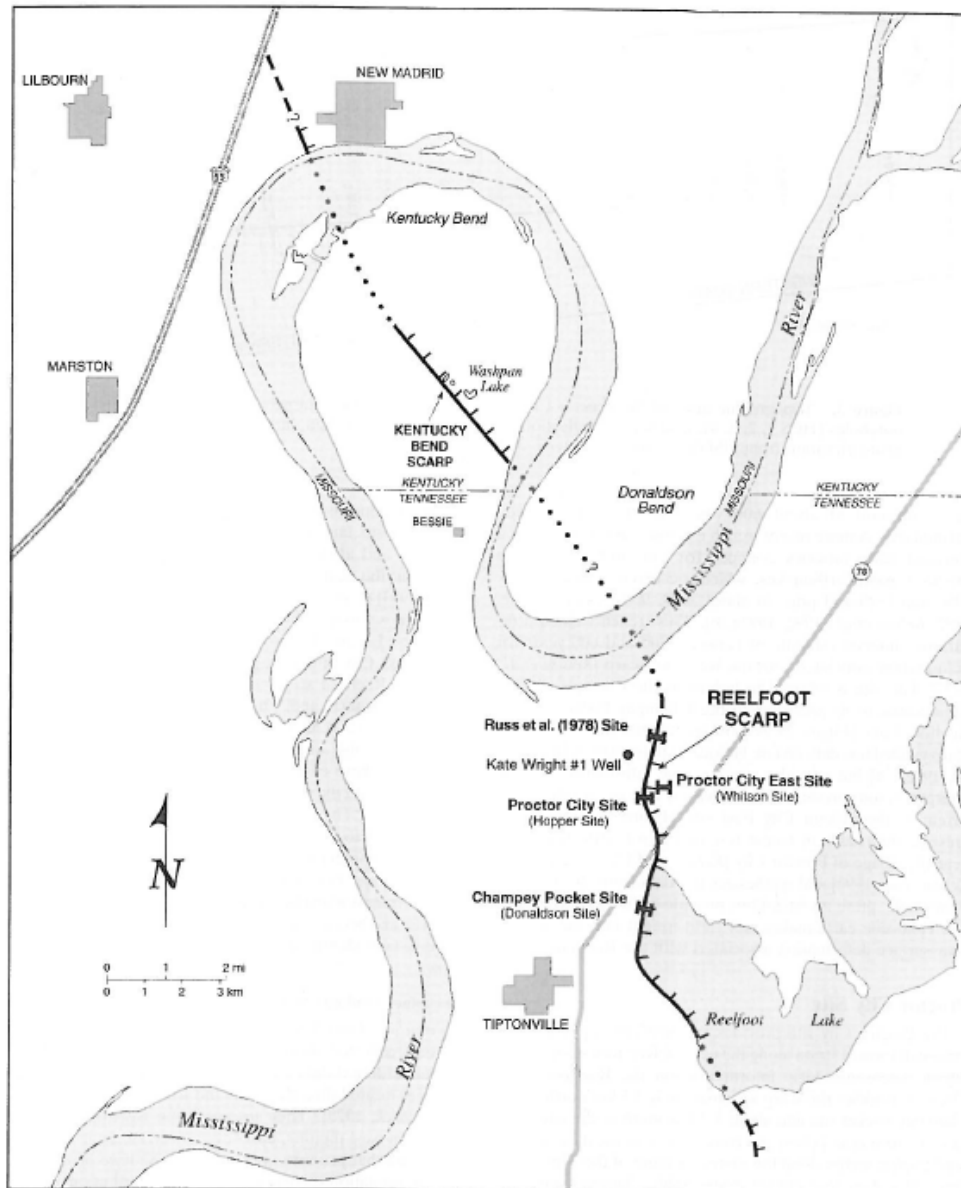 LILBOURN
NEW MADRID
?
55
Kentucky Bend
River
MARSTON
Washpan
Lake
KENTUCKY
BEND
SCARP
KENTUCKY
TENNESSEE
MISSOURI
BESSIE
Donaldson
Bend
MISSOURI
KENTUCKY
TENNESSEE
?
Mississippi
78
REELFOOT
SCARP
Russ et al. (1978) Site
Kate Wright #1 Well
Proctor City East Site
(Whitson Site)
Proctor City Site
(Hopper Site)
N
Champey Pocket Site
(Donaldson Site)
0 1 2 mi
0 1 2 3 km
TIPTONVILLE
Reelfoot Lake
River
Mississippi